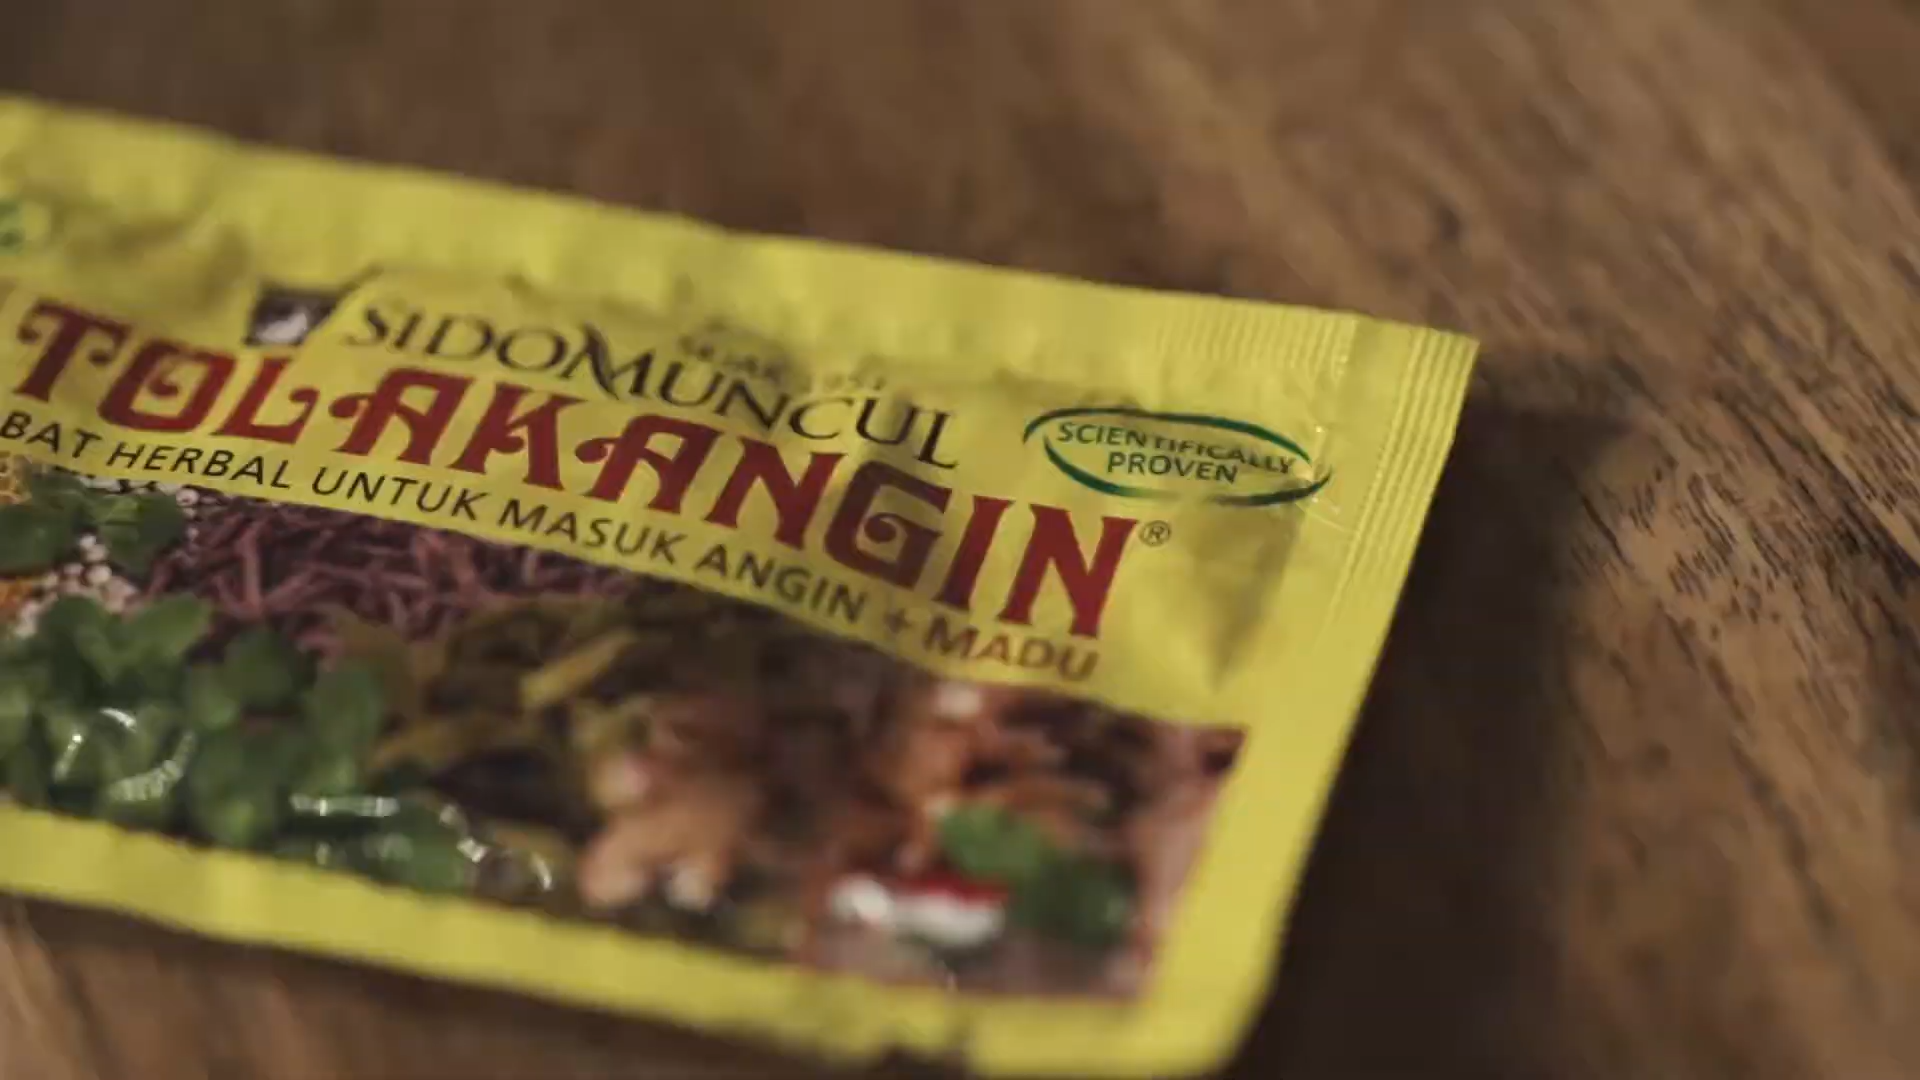 SIDOMUNCUL
TOLAKANGIN®
BAT HERBAL UNTUK MASUK ANGIN + MADU
SCIENTIFICALLY
PROVEN